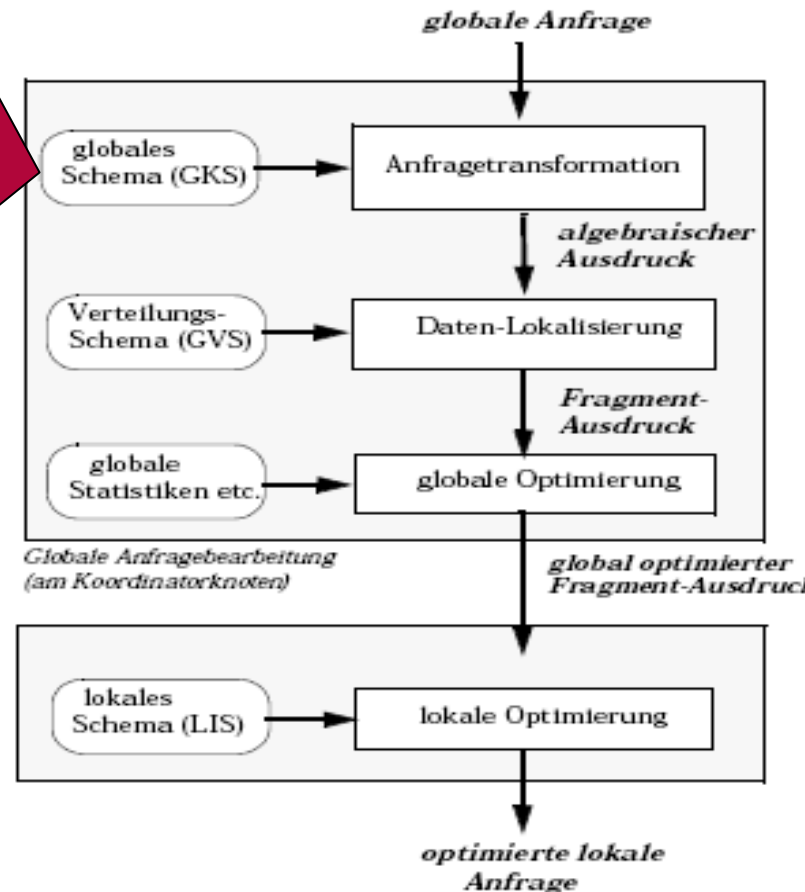 globale Anfrage
globales
Schema (GKS)
Anfragetransformation
algebraischer
Ausdruck
Verteilungs-
Schema (GVS)
Daten-Lokalisierung
Fragment-
Ausdruck
globale
Statistiken etc.
globale Optimierung
Globale Anfragebearbeitung
(am Koordinatorknoten)
global optimierter
Fragment-Ausdruck
lokales
Schema (LIS)
lokale Optimierung
optimierte lokale
Anfrage